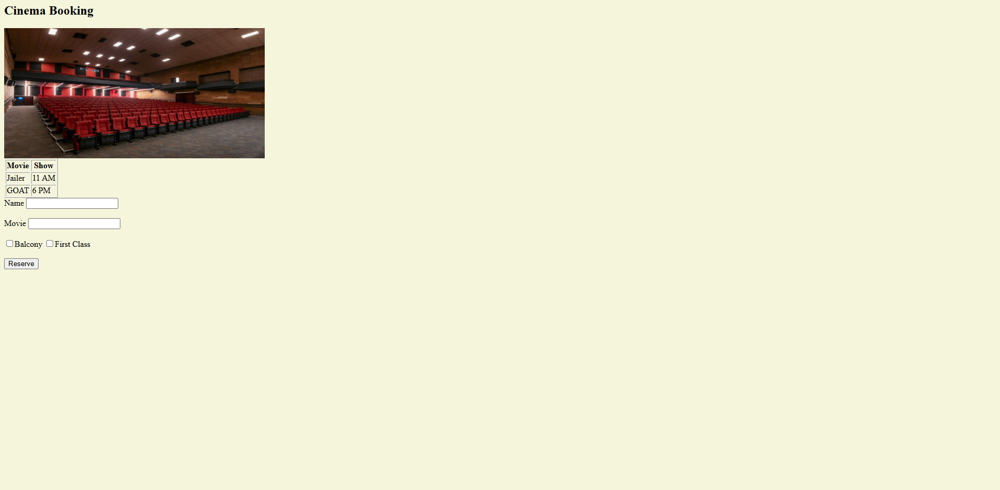 Cinema Booking
Movie Show
Jailer 11 AM
GOAT 6 PM
Name
Movie
Balcony First Class
Reserve